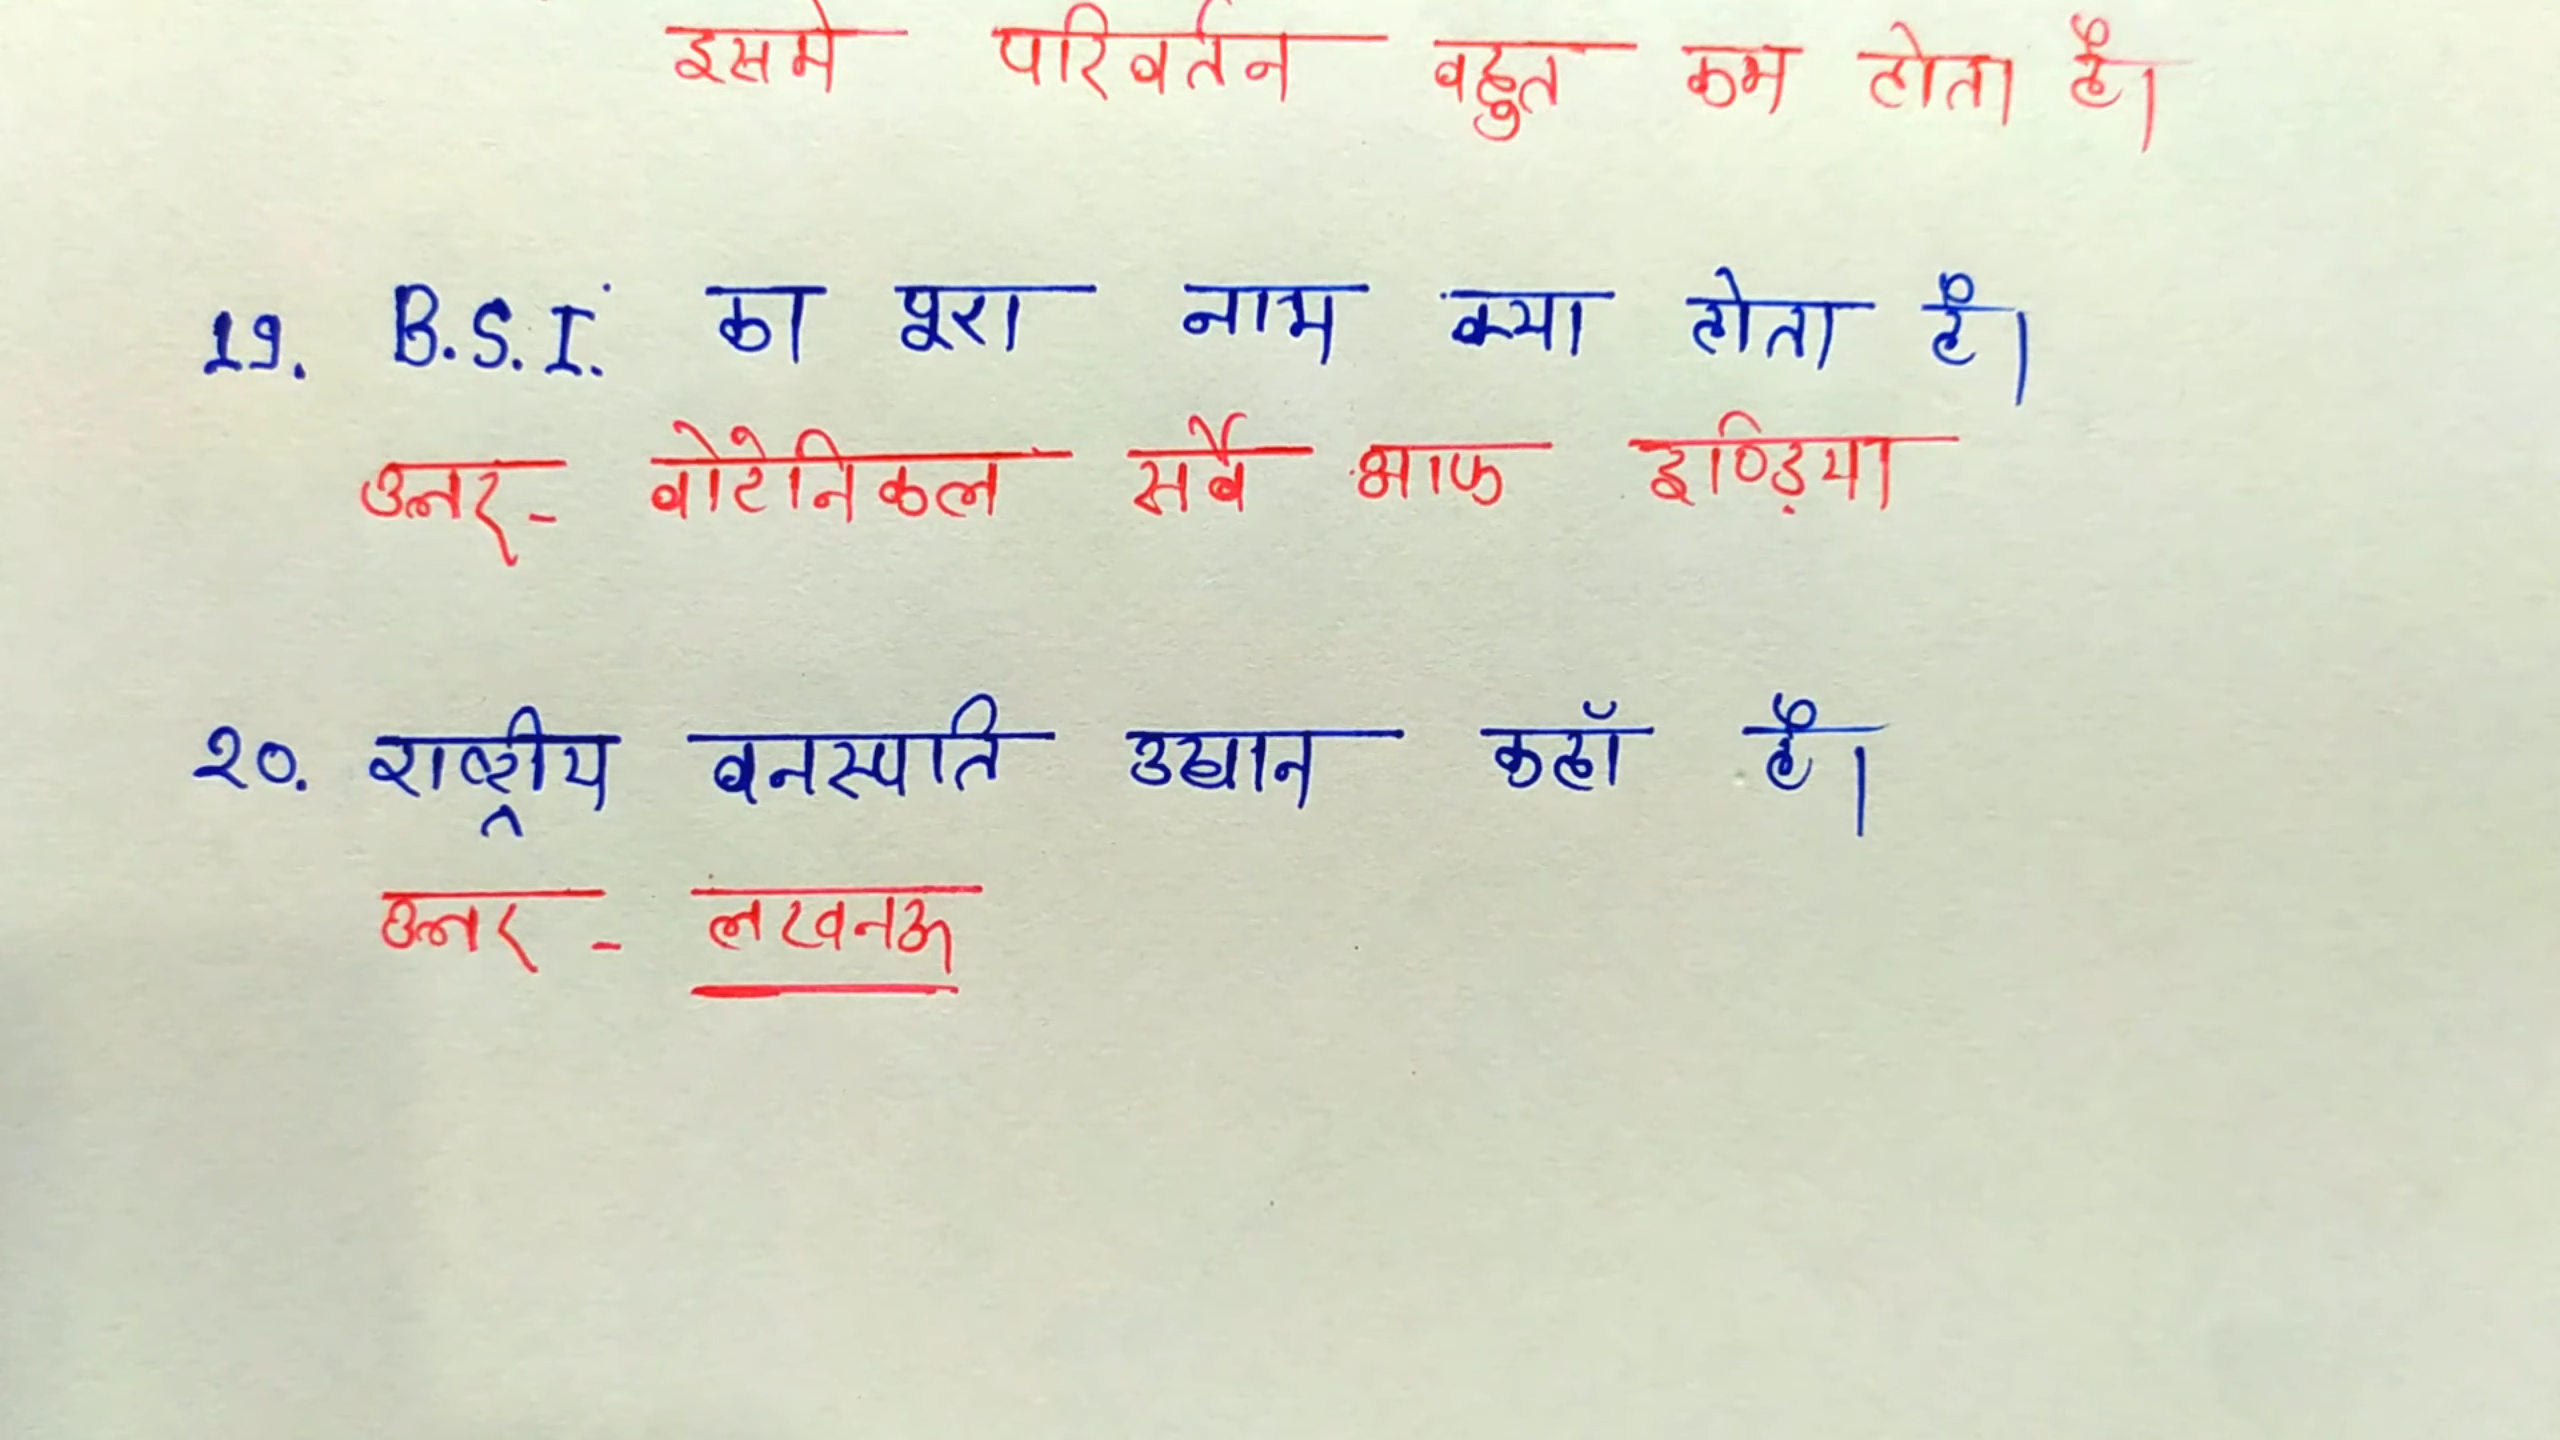 इसमे परिवर्तन बहुत कम होता है।
19. B.S.I. का पूरा नाम क्या होता है।
उत्तर- वोटेनिकल सर्वे आफ इण्ड़िया
20. राष्ट्रीय वनस्पति उद्यान कहॉ है।
उत्तर - लखनऊ